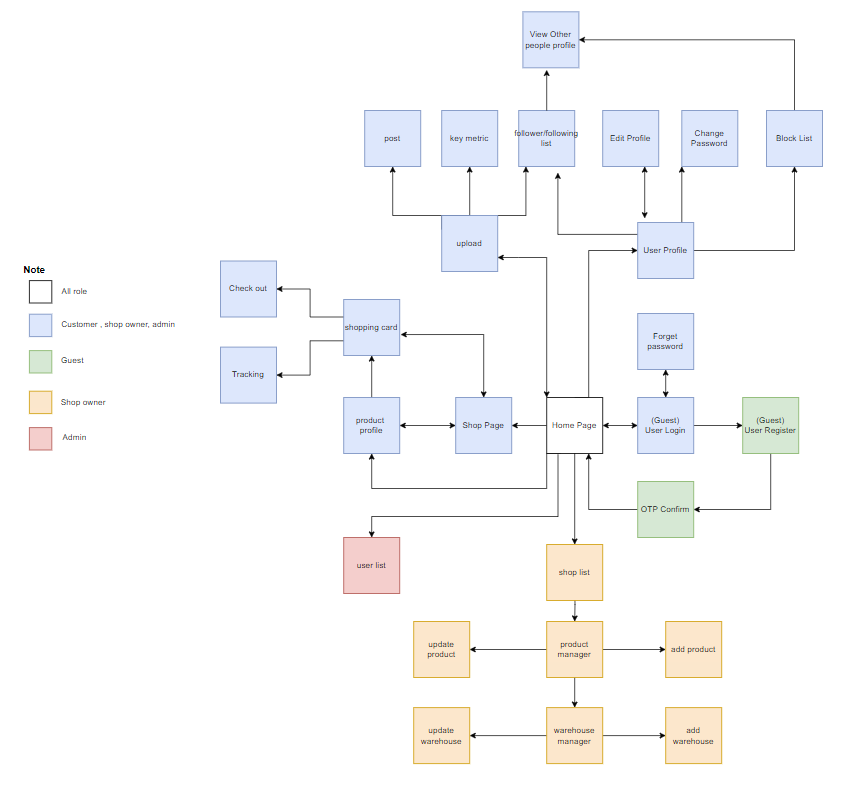 View Other
people profile
post
key metric
follower/following
list
Edit Profile
Change
Password
Block List
upload
User Profile
Note
All role
Customer , shop owner, admin
Guest
Shop owner
Admin
Check out
shopping card
Tracking
Forget
password
product
profile
Shop Page
Home Page
(Guest)
User Login
(Guest)
User Register
OTP Confirm
user list
shop list
update
product
product
manager
add product
update
warehouse
warehouse
manager
add
warehouse